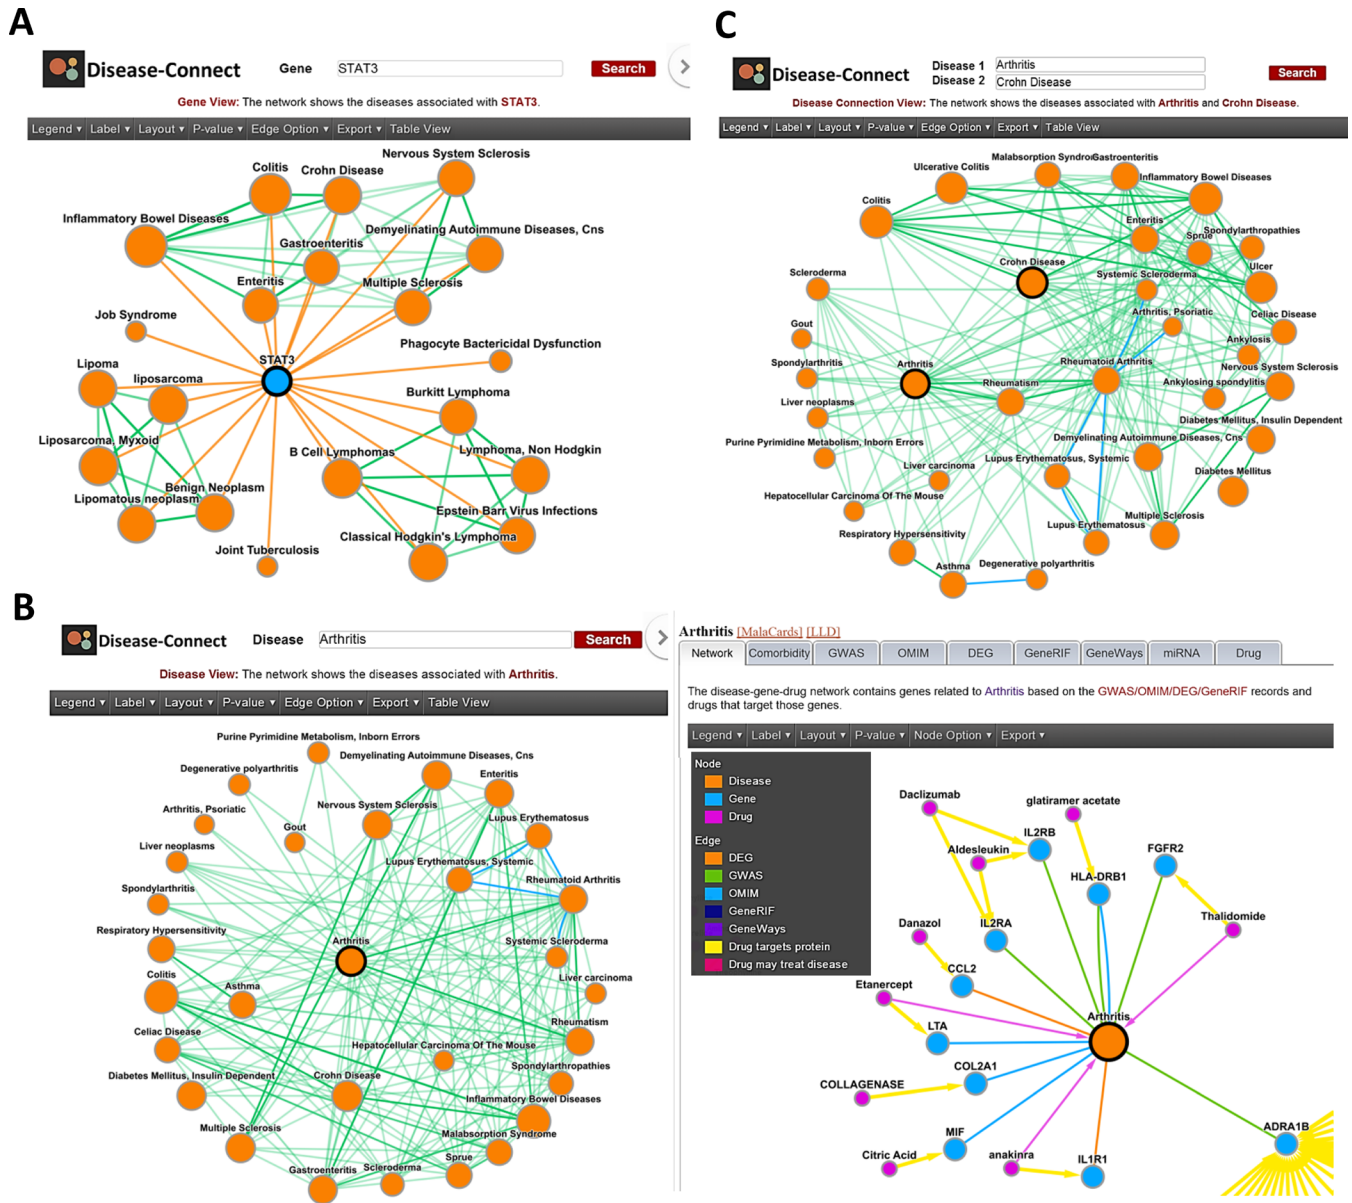 A
Disease-Connect
Gene
STAT3
Search
Gene View: The network shows the diseases associated with STAT3.
Legend ▾ Label ▾ Layout ▾ P-value ▾ Edge Option ▾ Export ▾ Table View
Nervous System Sclerosis
Colitis
Crohn Disease
Inflammatory Bowel Diseases
Demyelinating Autoimmune Diseases, Cns
Gastroenteritis
Enteritis
Multiple Sclerosis
Job Syndrome
Phagocyte Bactericidal Dysfunction
STAT3
Lipoma
liposarcoma
Burkitt Lymphoma
Liposarcoma, Myxoid
B Cell Lymphomas
Lymphoma, Non Hodgkin
Benign Neoplasm
Lipomatous neoplasm
Epstein Barr Virus Infections
Classical Hodgkin's Lymphoma
Joint Tuberculosis
C
Disease-Connect
Disease 1
Arthritis
Disease 2
Crohn Disease
Search
Disease Connection View: The network shows the diseases associated with Arthritis and Crohn Disease.
Legend ▾ Label ▾ Layout ▾ P-value ▾ Edge Option ▾ Export ▾ Table View
Malabsorption Syndrom
Gastroenteritis
Ulcerative Colitis
Inflammatory Bowel Diseases
Colitis
Enteritis
Spondylarthropathies
Sprue
Crohn Disease
Ulcer
Scleroderma
Systemic Scleroderma
Gout
Arthritis, Psoriatic
Celiac Disease
Ankylosis
Spondylarthritis
Arthritis
Rheumatoid Arthritis
Nervous System Sclerosis
Rheumatism
Ankylosing spondylitis
Liver neoplasms
Diabetes Mellitus, Insulin Dependent
Purine Pyrimidine Metabolism, Inborn Errors
Demyelinating Autoimmune Diseases, Cns
Liver carcinoma
Lupus Erythematosus, Systemic
Diabetes Mellitus
Hepatocellular Carcinoma Of The Mouse
Multiple Sclerosis
Lupus Erythematosus
Respiratory Hypersensitivity
Asthma
Degenerative polyarthritis
B
Disease-Connect
Disease
Arthritis
Search
Disease View: The network shows the diseases associated with Arthritis.
Legend ▾ Label ▾ Layout ▾ P-value ▾ Edge Option ▾ Export ▾ Table View
Purine Pyrimidine Metabolism, Inborn Errors
Demyelinating Autoimmune Diseases, Cns
Degenerative polyarthritis
Enteritis
Arthritis, Psoriatic
Nervous System Sclerosis
Lupus Erythematosus
Gout
Liver neoplasms
Lupus Erythematosus, Systemic
Rheumatoid Arthritis
Spondylarthritis
Respiratory Hypersensitivity
Arthritis
Systemic Scleroderma
Colitis
Liver carcinoma
Asthma
Celiac Disease
Rheumatism
Hepatocellular Carcinoma Of The Mouse
Spondylarthropathies
Diabetes Mellitus, Insulin Dependent
Crohn Disease
Inflammatory Bowel Diseases
Multiple Sclerosis
Malabsorption Syndrome
Sprue
Gastroenteritis
Scleroderma
Arthritis [MalaCards] [LLD]
Network Comorbidity GWAS OMIM DEG GeneRIF GeneWays miRNA Drug
The disease-gene-drug network contains genes related to Arthritis based on the GWAS/OMIM/DEG/GeneRIF records and
drugs that target those genes.
Legend ▾ Label ▾ Layout ▾ P-value ▾ Node Option ▾ Export ▾
Node
Disease
Gene
Drug
Edge
DEG
GWAS
OMIM
GeneRIF
GeneWays
Drug targets protein
Drug may treat disease
Daclizumab
glatiramer acetate
IL2RB
Aldesleukin
FGFR2
HLA-DRB1
Danazol
IL2RA
Thalidomide
CCL2
Etanercept
Arthritis
LTA
COL2A1
COLLAGENASE
MIF
ADRA1B
Citric Acid
anakinra
IL1R1